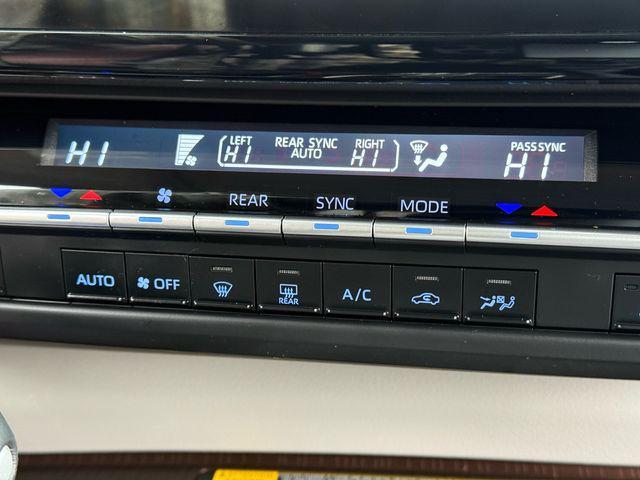 HI
LEFT
HI
REAR SYNC
AUTO
RIGHT
HI
PASS SYNC
HI
REAR
SYNC
MODE
AUTO
OFF
REAR
A/C